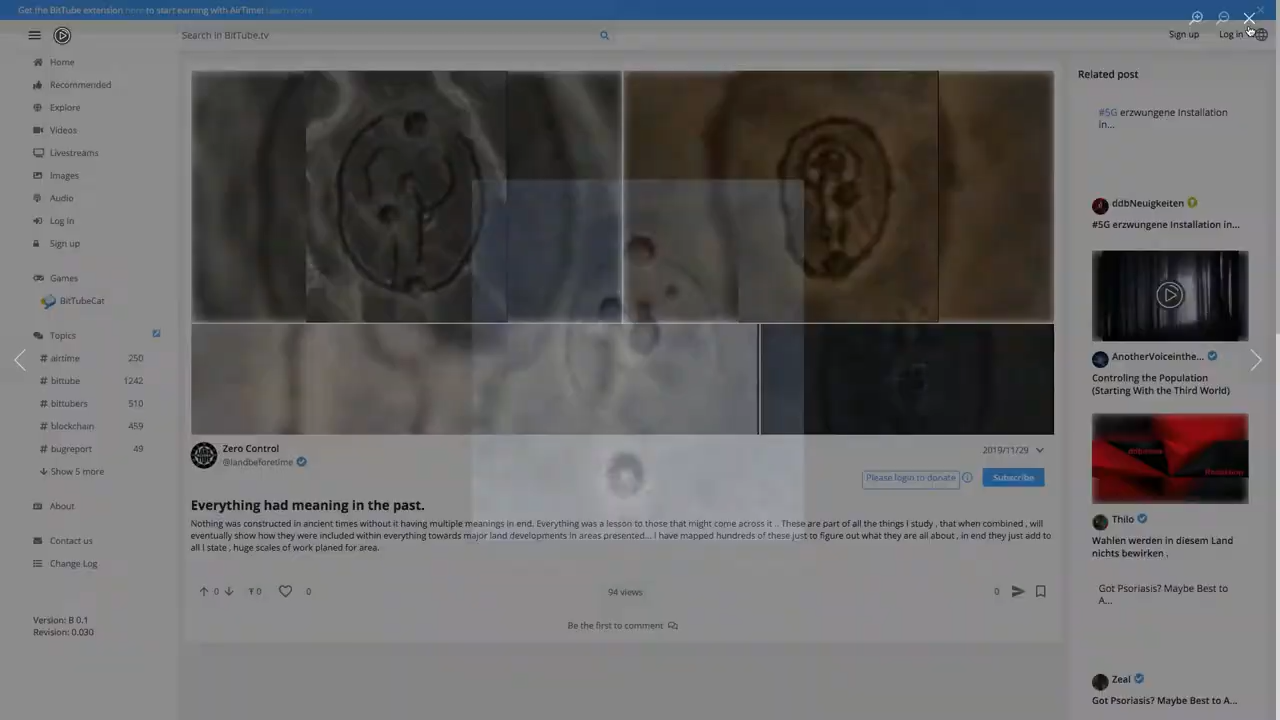 Get the BitTube extension here to start earning with AirTime! Learn more
Search in BitTube.tv
Sign up
Log in
Home
Recommended
Explore
Videos
Livestreams
Images
Audio
Log in
Sign up
Games
BitTubeCat
Topics
# airtime 250
# bittube 1242
# bittubers 510
# blockchain 459
# bugreport 49
Show 5 more
About
Contact us
Change Log
Version: B 0.1
Revision: 0.030
Zero Control
@landbeforetime
2019/11/29
Please login to donate
Subscribe
Everything had meaning in the past.
Nothing was constructed in ancient times without it having multiple meanings in end. Everything was a lesson to those that might come across it .. These are part of all the things I study , that when combined , will
eventually show how they were included within everything towards major land developments in areas presented... I have mapped hundreds of these just to figure out what they are all about , in end they just add to
all I state , huge scales of work planed for area.
0
0
0
94 views
0
Be the first to comment
Related post
#5G erzwungene Installation
in...
ddbNeuigkeiten
#5G erzwungene Installation in...
AnotherVoiceinthe...
Controling the Population
(Starting With the Third World)
Thilo
Wahlen werden in diesem Land
nichts bewirken .
Got Psoriasis? Maybe Best to
A...
Zeal
Got Psoriasis? Maybe Best to A...